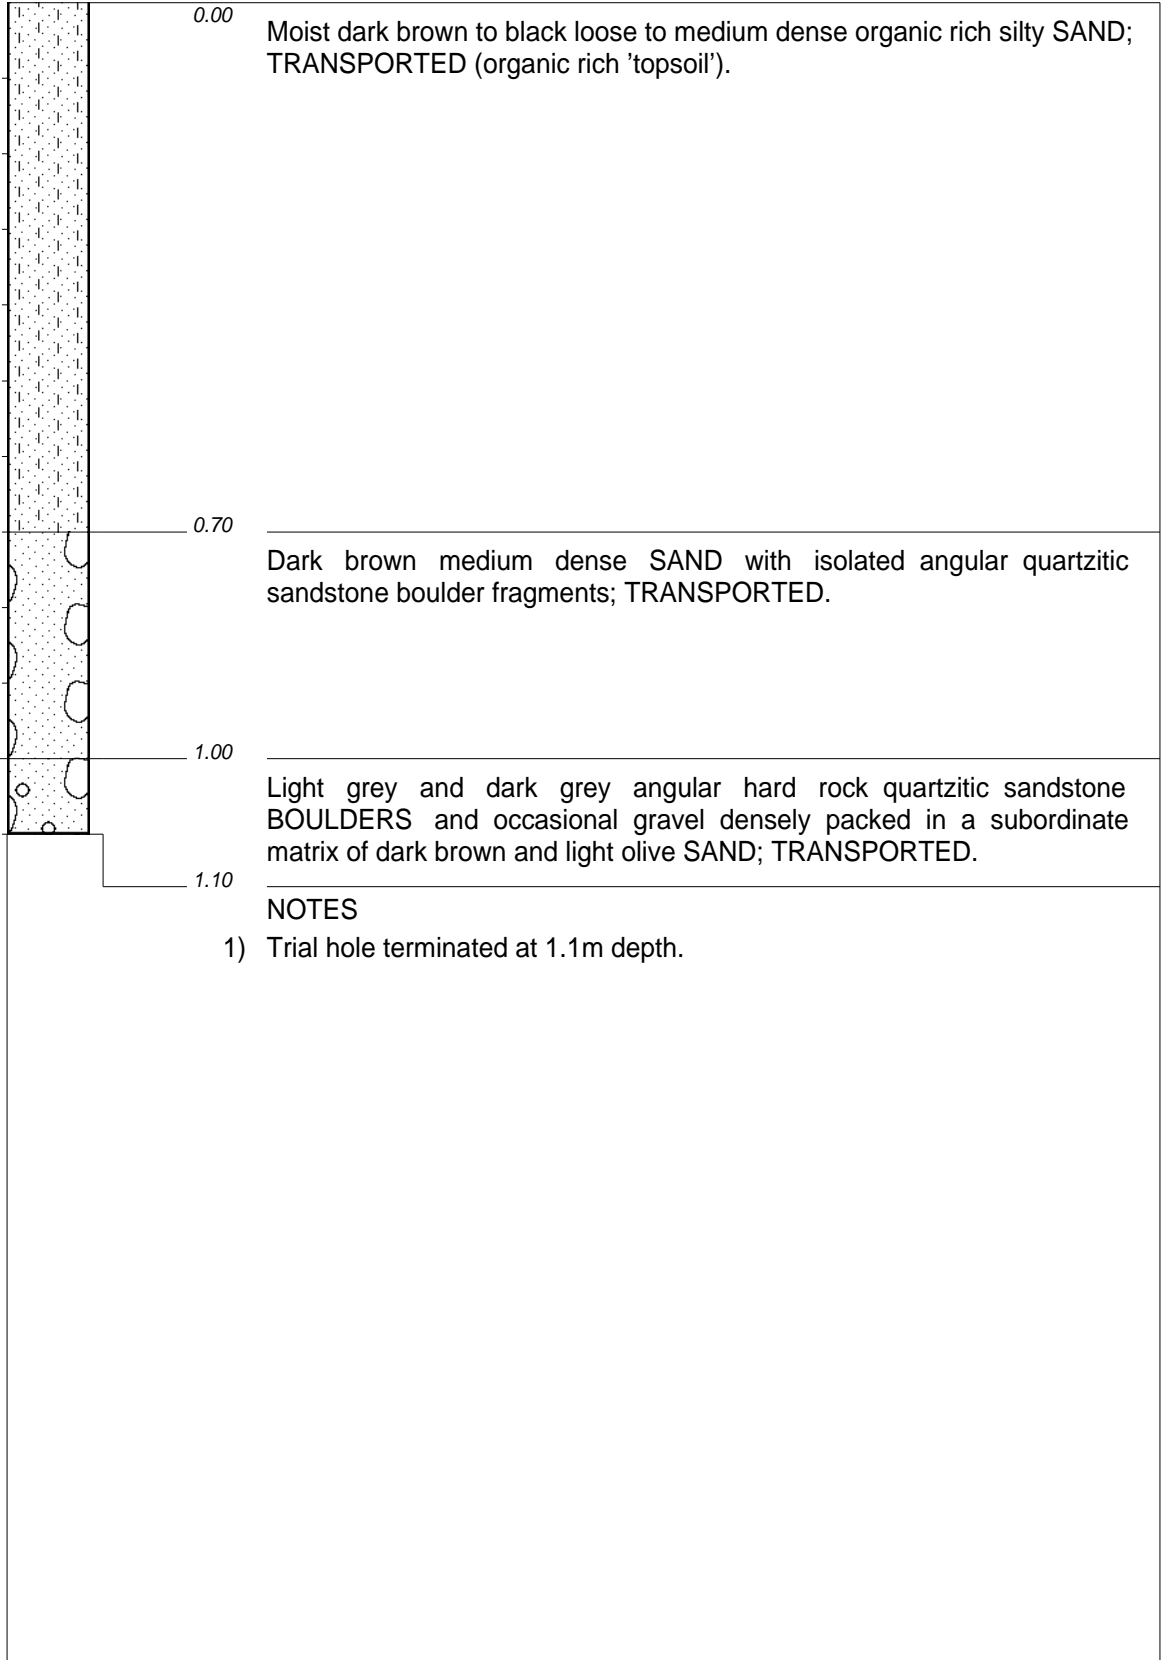 0.00
Moist dark brown to black loose to medium dense organic rich silty SAND;
TRANSPORTED (organic rich 'topsoil').
0.70
Dark brown medium dense SAND with isolated angular quartzitic
sandstone boulder fragments; TRANSPORTED.
1.00
Light grey and dark grey angular hard rock quartzitic sandstone
BOULDERS and occasional gravel densely packed in a subordinate
matrix of dark brown and light olive SAND; TRANSPORTED.
1.10
NOTES
1) Trial hole terminated at 1.1m depth.